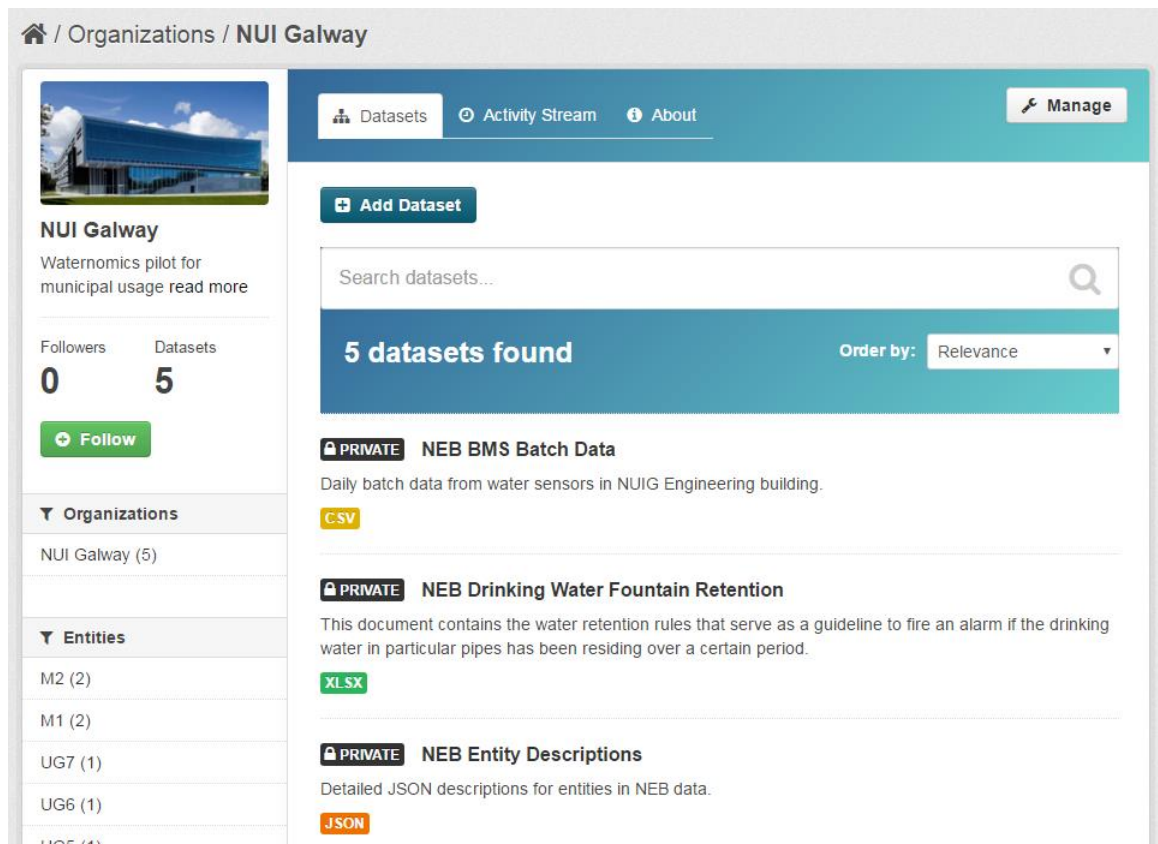 / Organizations / NUI Galway
NUI Galway
Waternomics pilot for
municipal usage read more
Followers Datasets
0 5
Follow
Organizations
NUI Galway (5)
Entities
M2 (2)
M1 (2)
UG7 (1)
UG6 (1)
UG5 (1)
Datasets Activity Stream About
Manage
Add Dataset
Search datasets...
5 datasets found
Order by: Relevance
PRIVATE NEB BMS Batch Data
Daily batch data from water sensors in NUIG Engineering building.
CSV
PRIVATE NEB Drinking Water Fountain Retention
This document contains the water retention rules that serve as a guideline to fire an alarm if the drinking
water in particular pipes has been residing over a certain period.
XLSX
PRIVATE NEB Entity Descriptions
Detailed JSON descriptions for entities in NEB data.
JSON